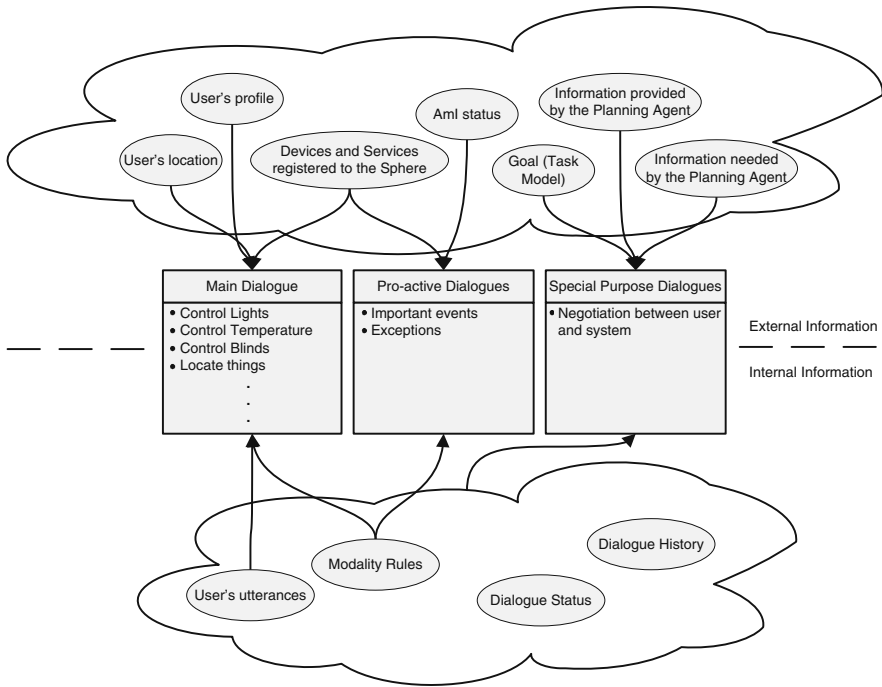 User's profile
AmI status
Information provided
by the Planning Agent
User's location
Devices and Services
registered to the Sphere
Goal (Task
Model)
Information needed
by the Planning Agent
Main Dialogue
• Control Lights
• Control Temperature
• Control Blinds
• Locate things
.
.
.
Pro-active Dialogues
• Important events
• Exceptions
Special Purpose Dialogues
• Negotiation between user
and system
External Information
Internal Information
User's utterances
Modality Rules
Dialogue Status
Dialogue History